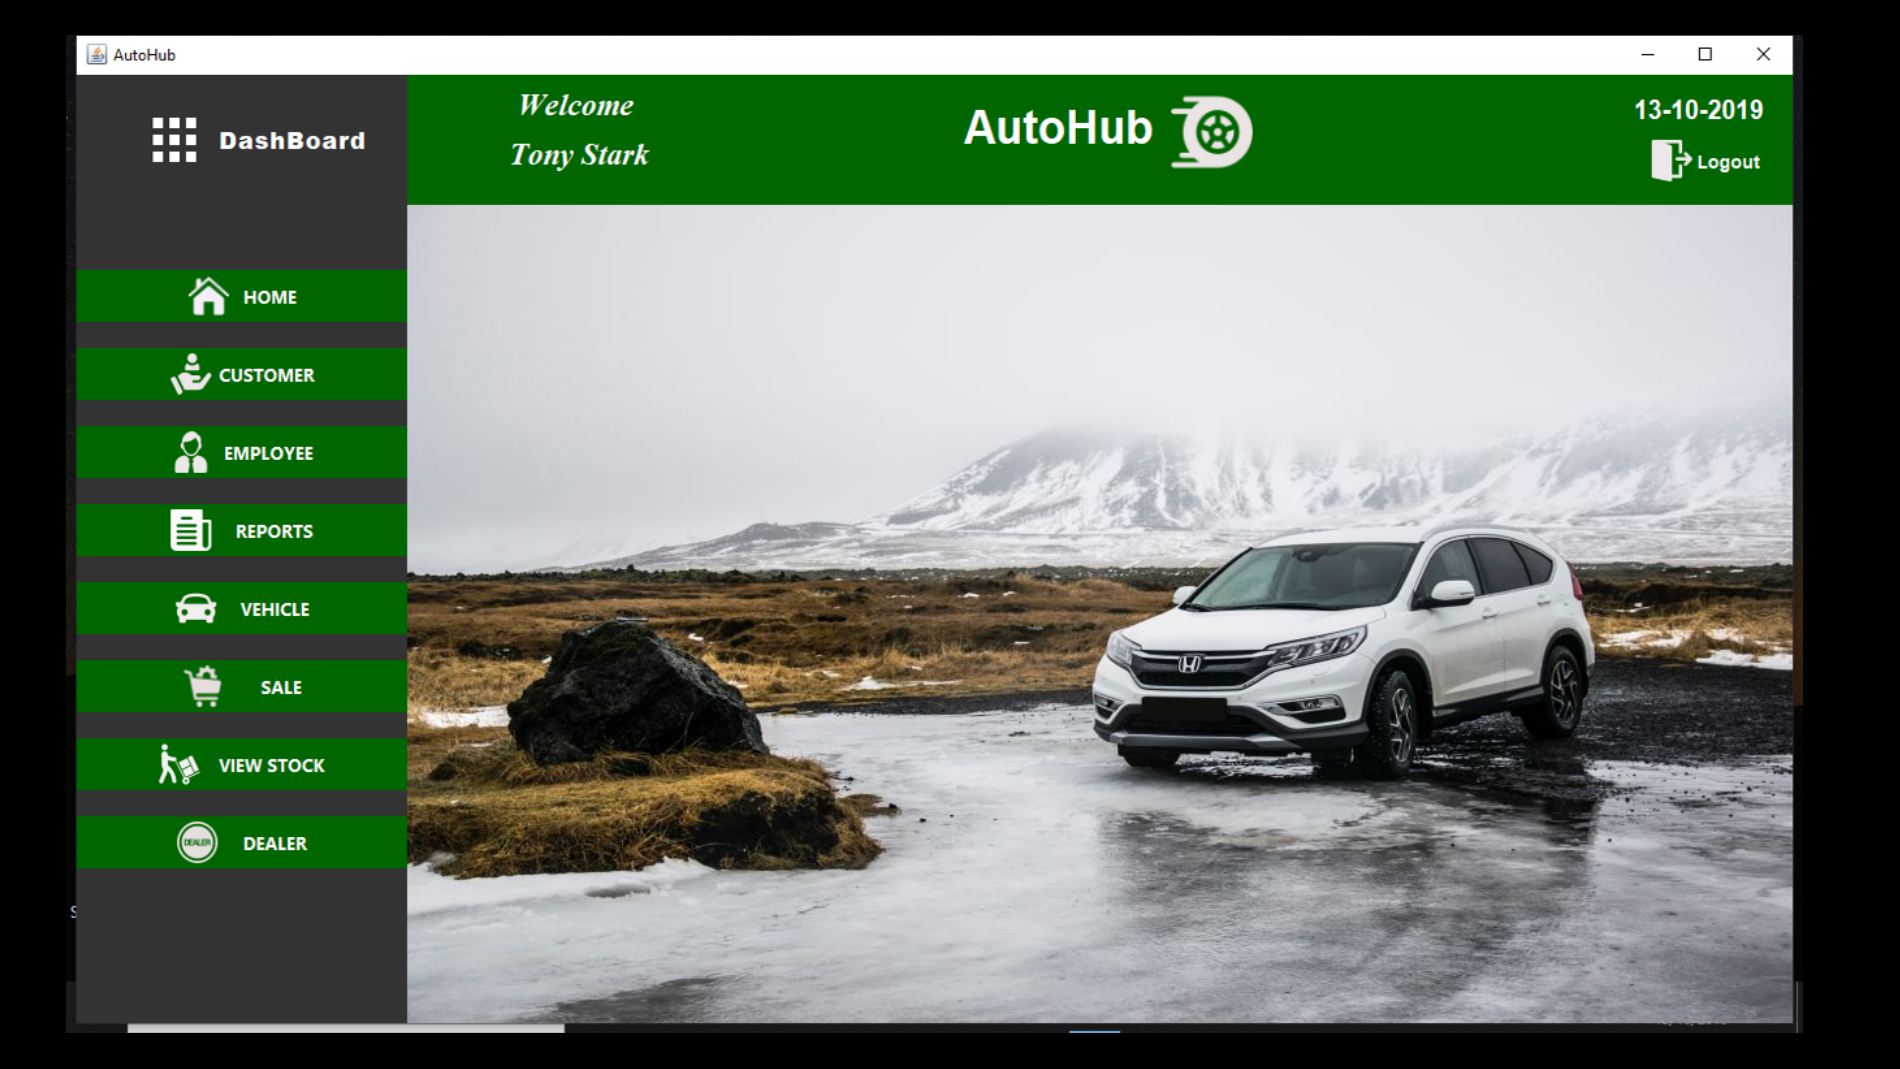 AutoHub
DashBoard
Welcome
Tony Stark
AutoHub
13-10-2019
Logout
HOME
CUSTOMER
EMPLOYEE
REPORTS
VEHICLE
SALE
VIEW STOCK
DEALER
DEALER